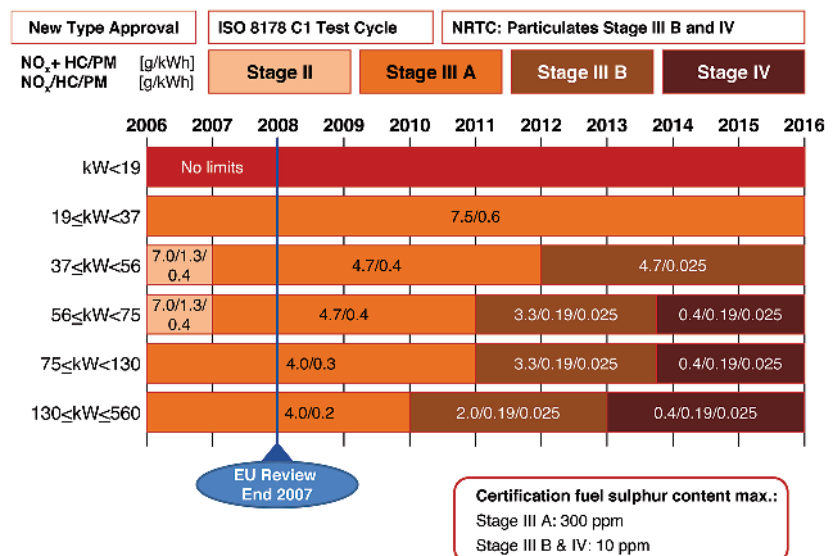 New Type Approval
ISO 8178 C1 Test Cycle
NRTC: Particulates Stage III B and IV
NOx+ HC/PM [g/kWh]
NOx/HC/PM [g/kWh]
Stage II
Stage III A
Stage III B
Stage IV
2006 2007 2008 2009 2010 2011 2012 2013 2014 2015 2016
kW<19
No limits
19≤kW<37
7.5/0.6
37≤kW<56
7.0/1.3/
0.4
4.7/0.4
4.7/0.025
56≤kW<75
7.0/1.3/
0.4
4.7/0.4
3.3/0.19/0.025
0.4/0.19/0.025
75≤kW<130
4.0/0.3
3.3/0.19/0.025
0.4/0.19/0.025
130≤kW≤560
4.0/0.2
2.0/0.19/0.025
0.4/0.19/0.025
EU Review
End 2007
Certification fuel sulphur content max.:
Stage III A: 300 ppm
Stage III B & IV: 10 ppm